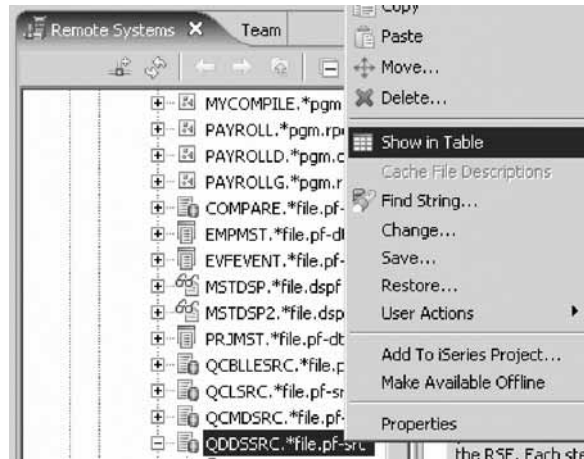 Remote Systems
Team
MYCOMPILE.*pgm
PAYROLL.*pgm.rp
PAYROLLD.*pgm.c
PAYROLLG.*pgm.r
COMPARE.*file.pf-
EMPMST.*file.pf-d
EVFEVENT.*file.pf-
MSTDSP.*file.dspf
MSTDSP2.*file.dsp
PRJMST.*file.pf-dt
QCBLLESRC.*file.p
QCLSRC.*file.pf-sr
QCMDSRC.*file.pf-
QDDSSRC.*file.pf-src
Copy
Paste
Move...
Delete...
Show in Table
Cache File Descriptions
Find String...
Change...
Save...
Restore...
User Actions
Add To iSeries Project...
Make Available Offline
Properties
the RSE. Each ste